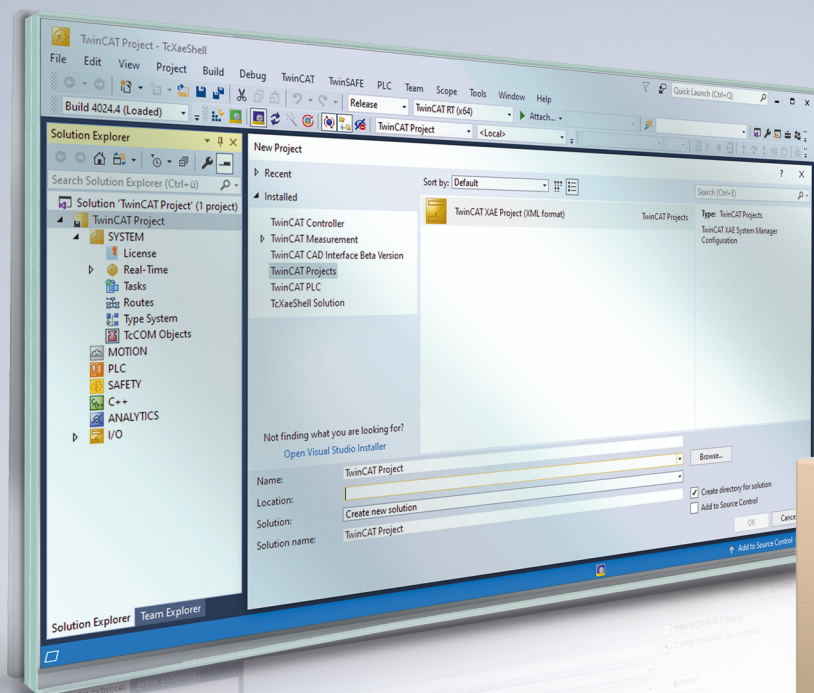 TwinCAT Project - TcXaeShell
File Edit View Project Build Debug TwinCAT TwinSAFE PLC Team Scope Tools Window Help
Quick Launch (Ctrl+Q)
Release TwinCAT RT (x64) Attach...
Build 4024.4 (Loaded) TwinCAT Project <Local>
Solution Explorer
Search Solution Explorer (Ctrl+ü)
Solution 'TwinCAT Project' (1 project)
TwinCAT Project
SYSTEM
License
Real-Time
Tasks
Routes
Type System
TcCOM Objects
MOTION
PLC
SAFETY
C++
ANALYTICS
I/O
Solution Explorer Team Explorer
New Project
Recent
Installed
TwinCAT Controller
TwinCAT Measurement
TwinCAT CAD Interface Beta Version
TwinCAT Projects
TwinCAT PLC
TcXaeShell Solution
Not finding what you are looking for?
Open Visual Studio Installer
Sort by: Default
TwinCAT XAE Project (XML format) TwinCAT Projects
Search (Ctrl+E)
Type: TwinCAT Projects
TwinCAT XAE System Manager
Configuration
Name: TwinCAT Project
Location:
Browse...
Solution: Create new solution
Solution name: TwinCAT Project
Create directory for solution
Add to Source Control
OK Cance
Add to Source Control